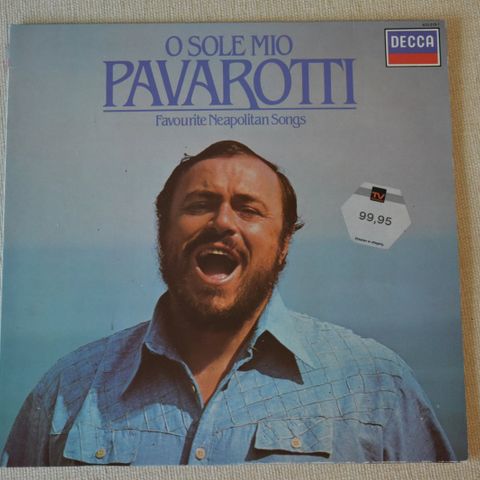 O SOLE MIO
DECCA
PAVAROTTI
Favourite Neapolitan Songs
TV
99,95